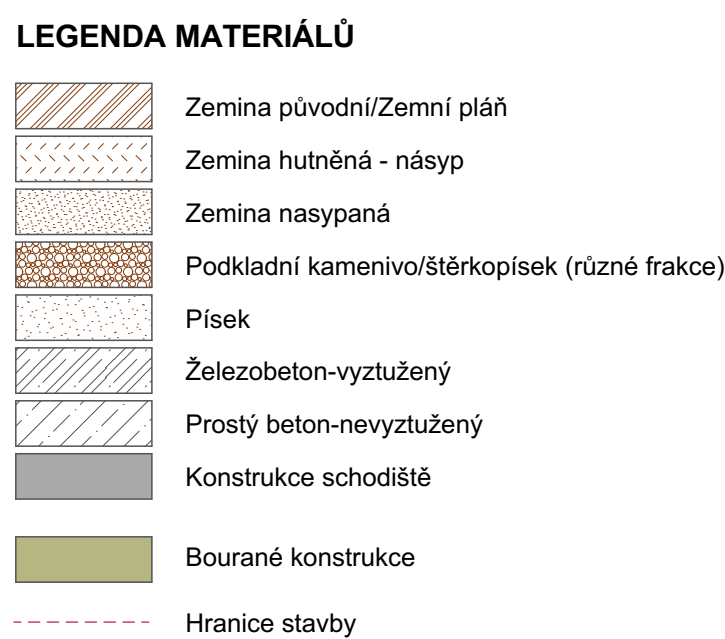 LEGENDA MATERIÁLŮ
Zemina původní/Zemní pláň
Zemina hutněná - násyp
Zemina nasypaná
Podkladní kamenivo/štěrkopísek (různé frakce)
Písek
Železobeton-vyztužený
Prostý beton-nevyztužený
Konstrukce schodiště
Bourané konstrukce
Hranice stavby